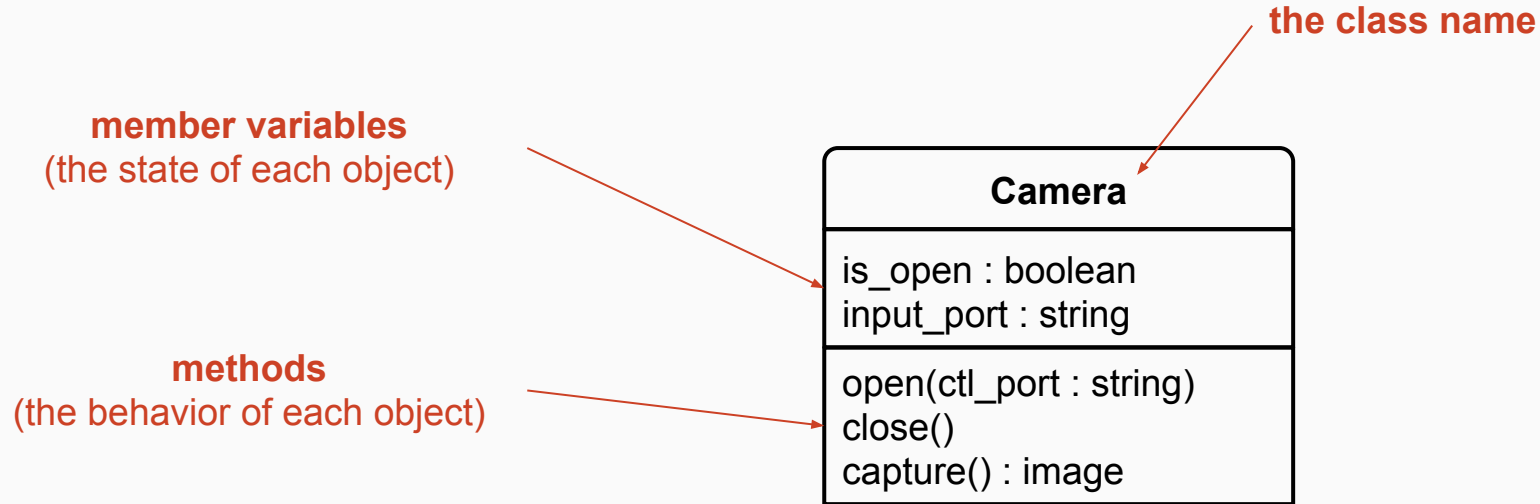 the class name
member variables
(the state of each object)
Camera
is_open : boolean
input_port : string
methods
(the behavior of each object)
open(ctl_port : string)
close()
capture() : image